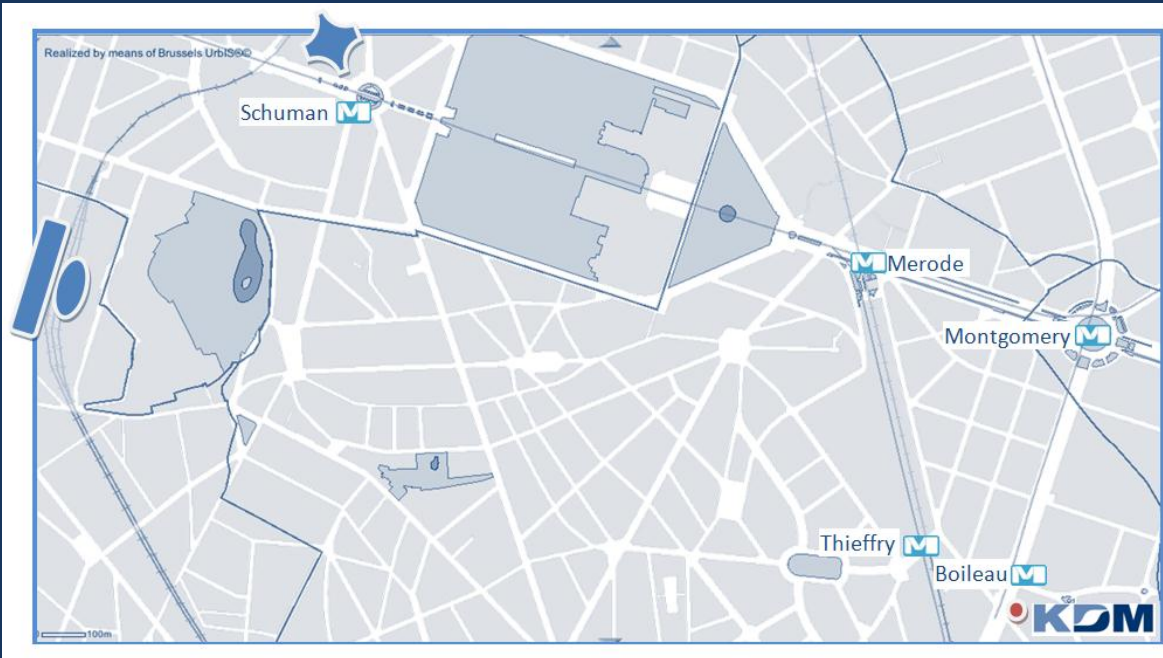 Realized by means of Brussels UrbIS®©
Schuman M
M Merode
Montgomery M
Thieffry M
Boileau M
KDM
100m